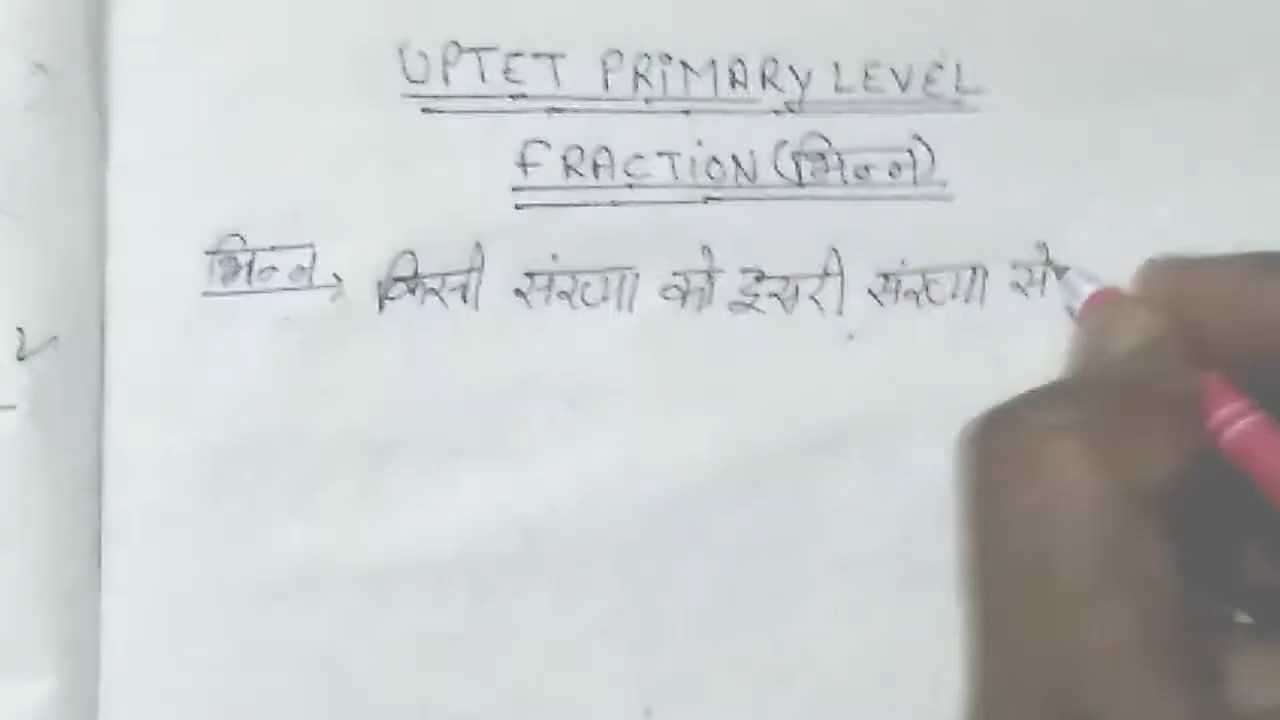 UPTET PRIMARY LEVEL
FRACTION (भिन्न)
भिन्न → किसी संख्या को दूसरी संख्या से